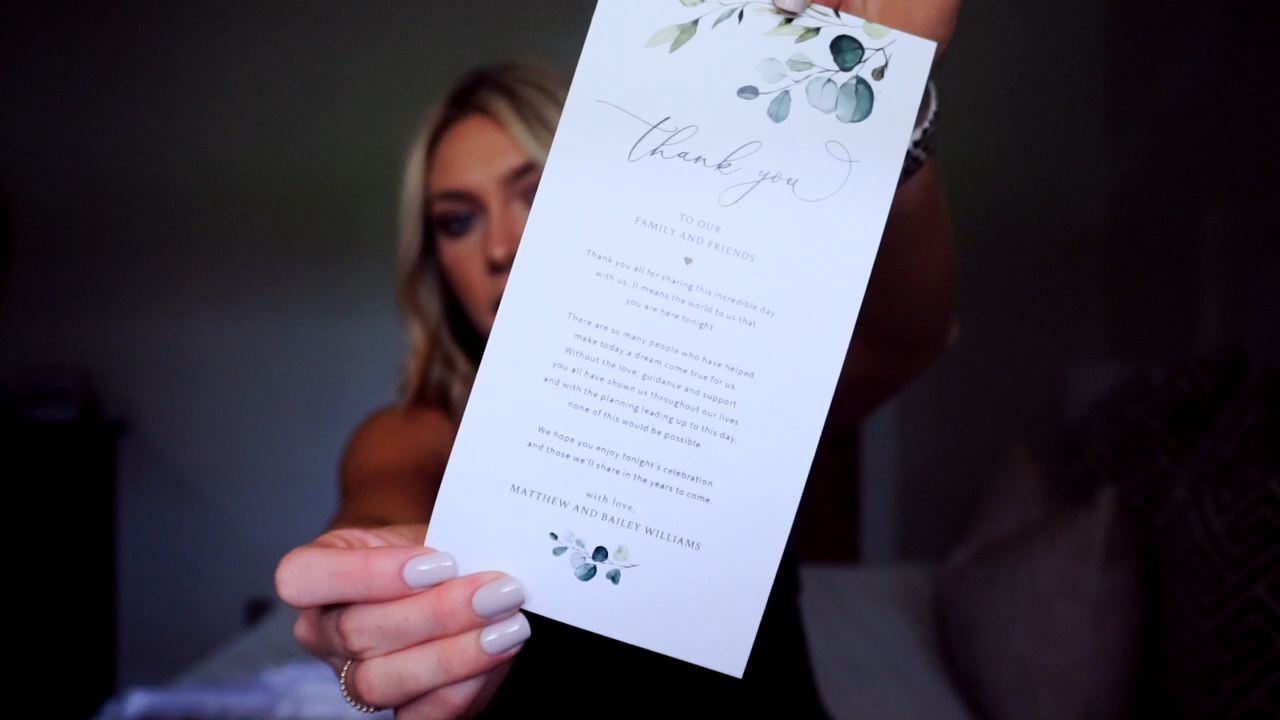 thank you
TO OUR
FAMILY AND FRIENDS
Thank you all for sharing this incredible day
with us. It means the world to us that
you are here tonight.
There are so many people who have helped
make today a dream come true for us.
Without the love, guidance and support
you all have shown us throughout our lives
and with the planning leading up to this day,
none of this would be possible.
We hope you enjoy tonight's celebration
and those we'll share in the years to come.
with love,
MATTHEW AND BAILEY WILLIAMS